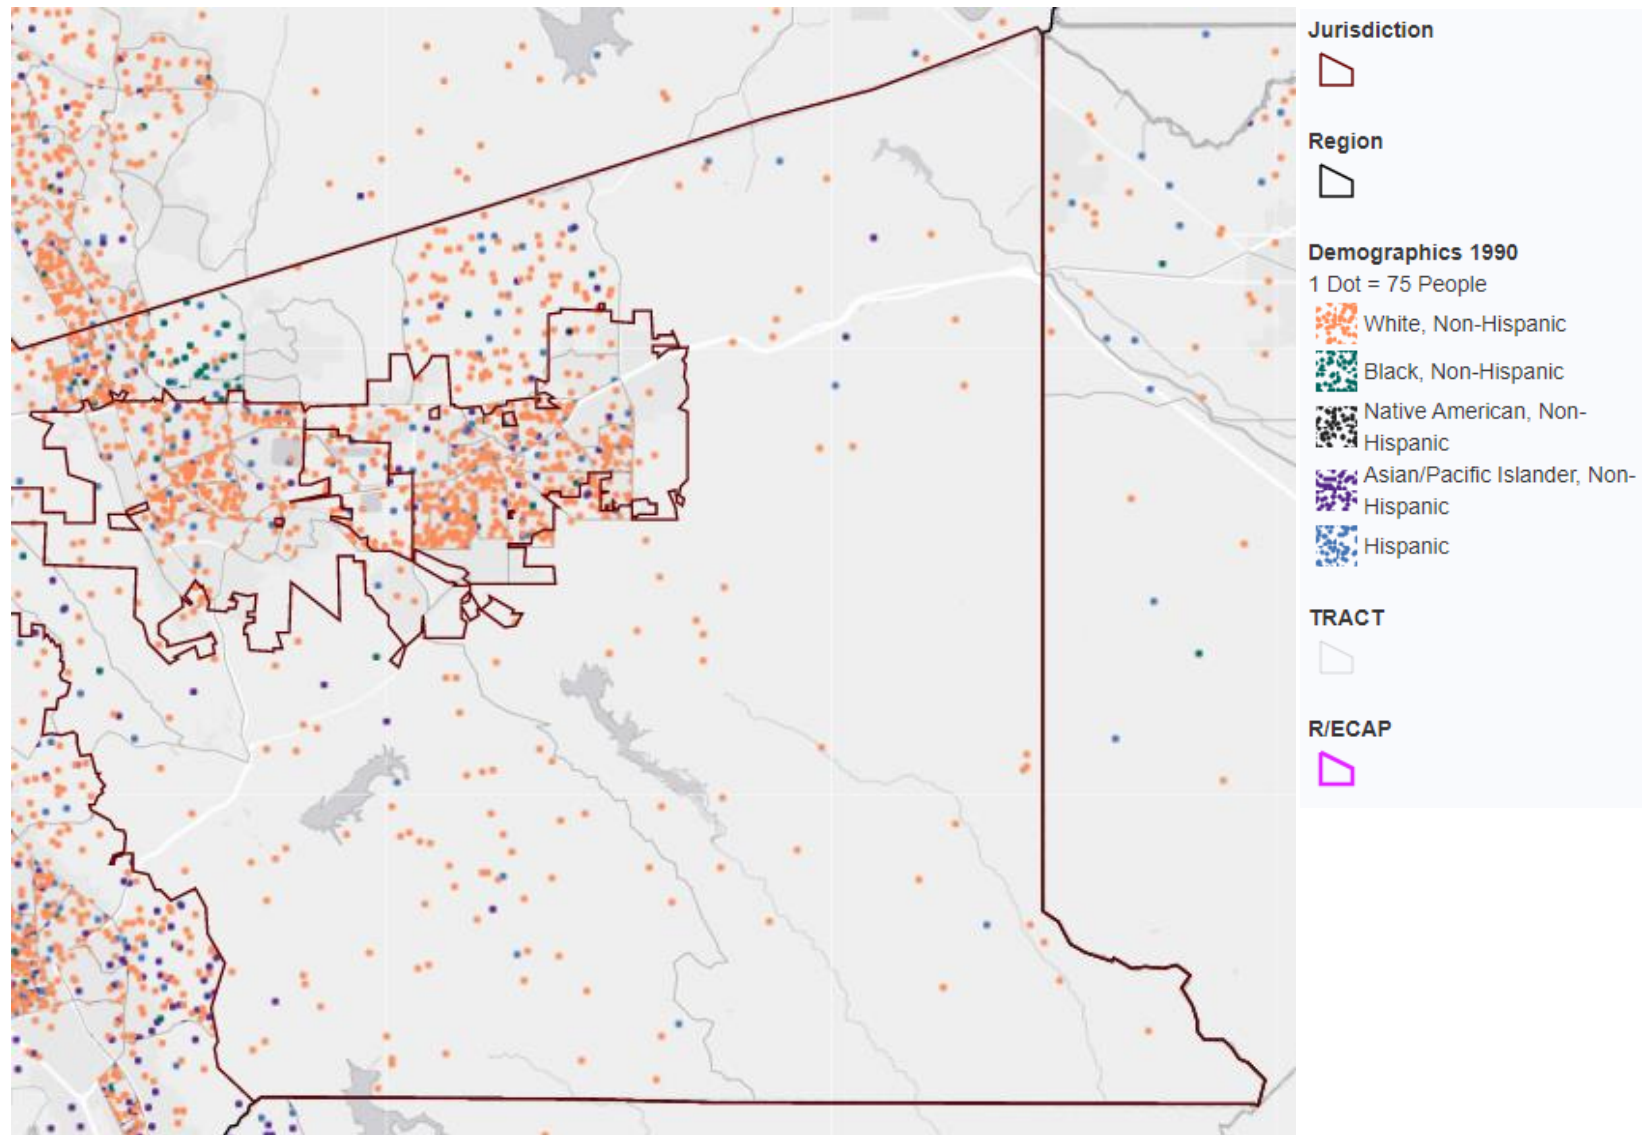 Jurisdiction
Region
Demographics 1990
1 Dot = 75 People
White, Non-Hispanic
Black, Non-Hispanic
Native American, Non-
Hispanic
Asian/Pacific Islander, Non-
Hispanic
Hispanic
TRACT
R/ECAP